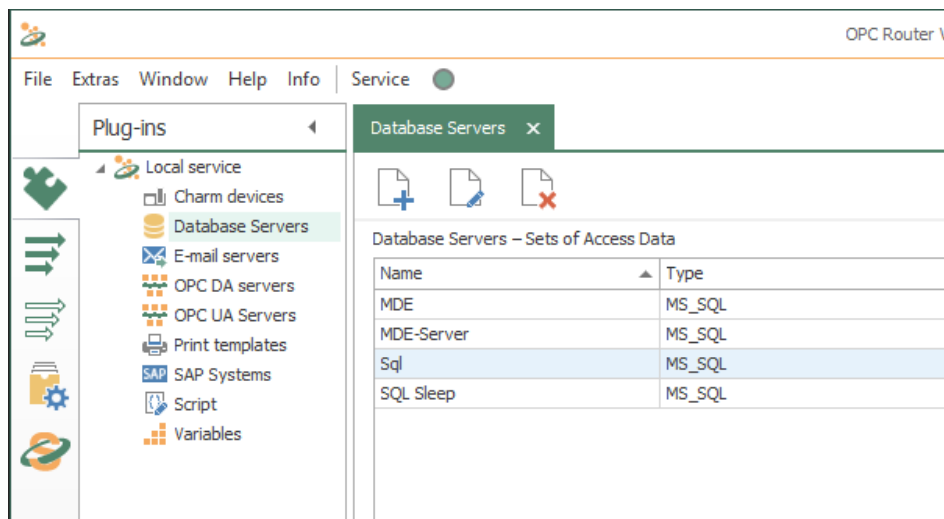 OPC Router
File Extras Window Help Info Service
Plug-ins
Database Servers
Local service
Charm devices
Database Servers
E-mail servers
OPC DA servers
OPC UA Servers
Print templates
SAP SAP Systems
Script
Variables
Database Servers – Sets of Access Data
Name Type
MDE MS_SQL
MDE-Server MS_SQL
Sql MS_SQL
SQL Sleep MS_SQL